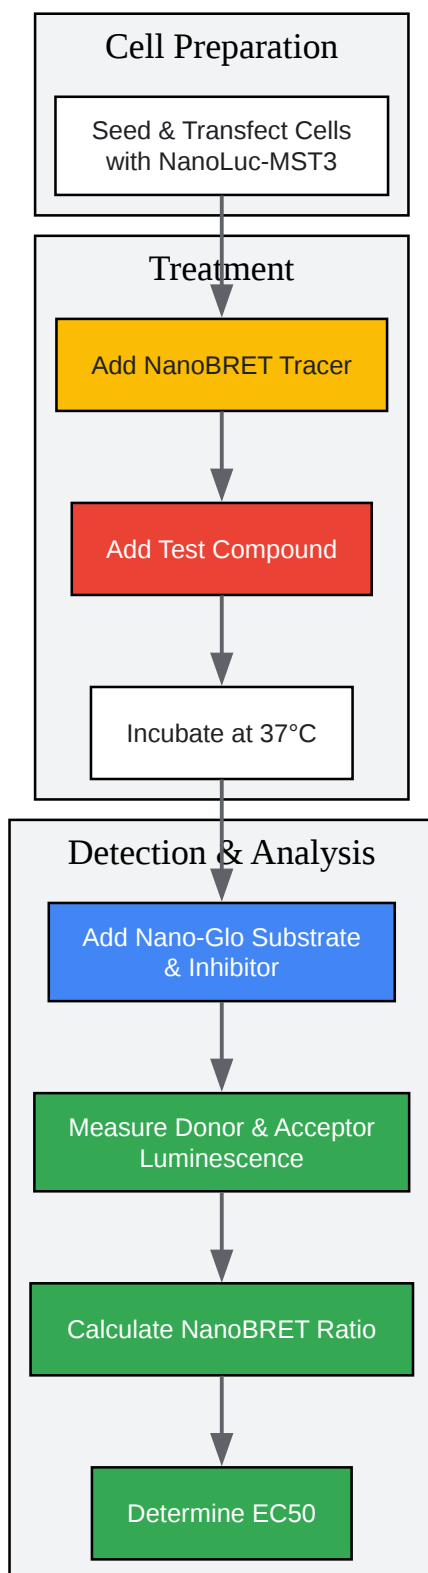 Cell Preparation
Seed & Transfect Cells
with NanoLuc-MST3
Treatment
Add NanoBRET Tracer
Add Test Compound
Incubate at 37°C
Detection & Analysis
Add Nano-Glo Substrate
& Inhibitor
Measure Donor & Acceptor
Luminescence
Calculate NanoBRET Ratio
Determine EC50